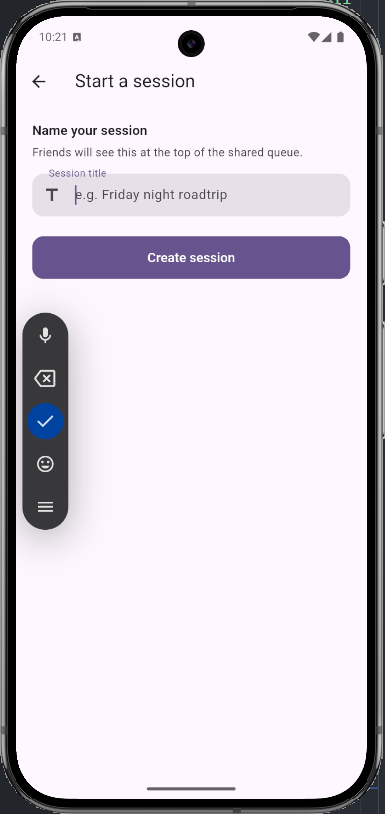 10:21
Start a session
Name your session
Friends will see this at the top of the shared queue.
Session title
e.g. Friday night roadtrip
Create session